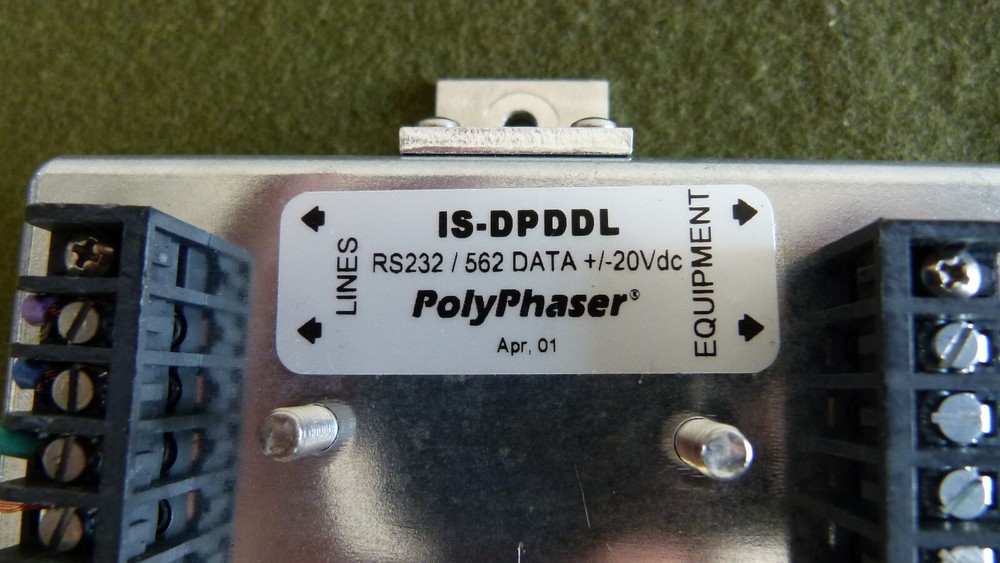 IS-DPDDL
RS232 / 562 DATA +/-20Vdc
PolyPhaser®
Apr, 01
LINES
EQUIPMENT